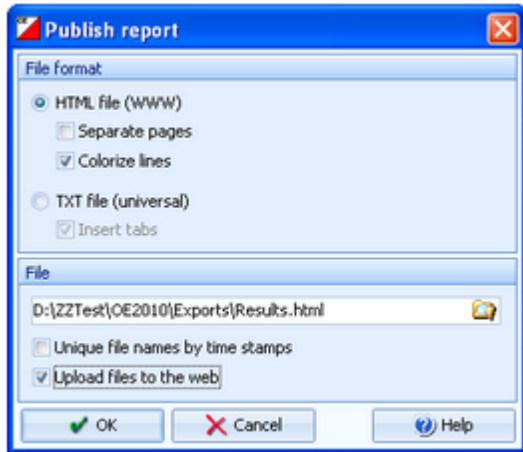 OE
Publish report
File format
HTML file (WWW)
Separate pages
Colorize lines
TXT file (universal)
Insert tabs
File
D:\ZZTest\OE2010\Exports\Results.html
Unique file names by time stamps
Upload files to the web
OK Cancel Help